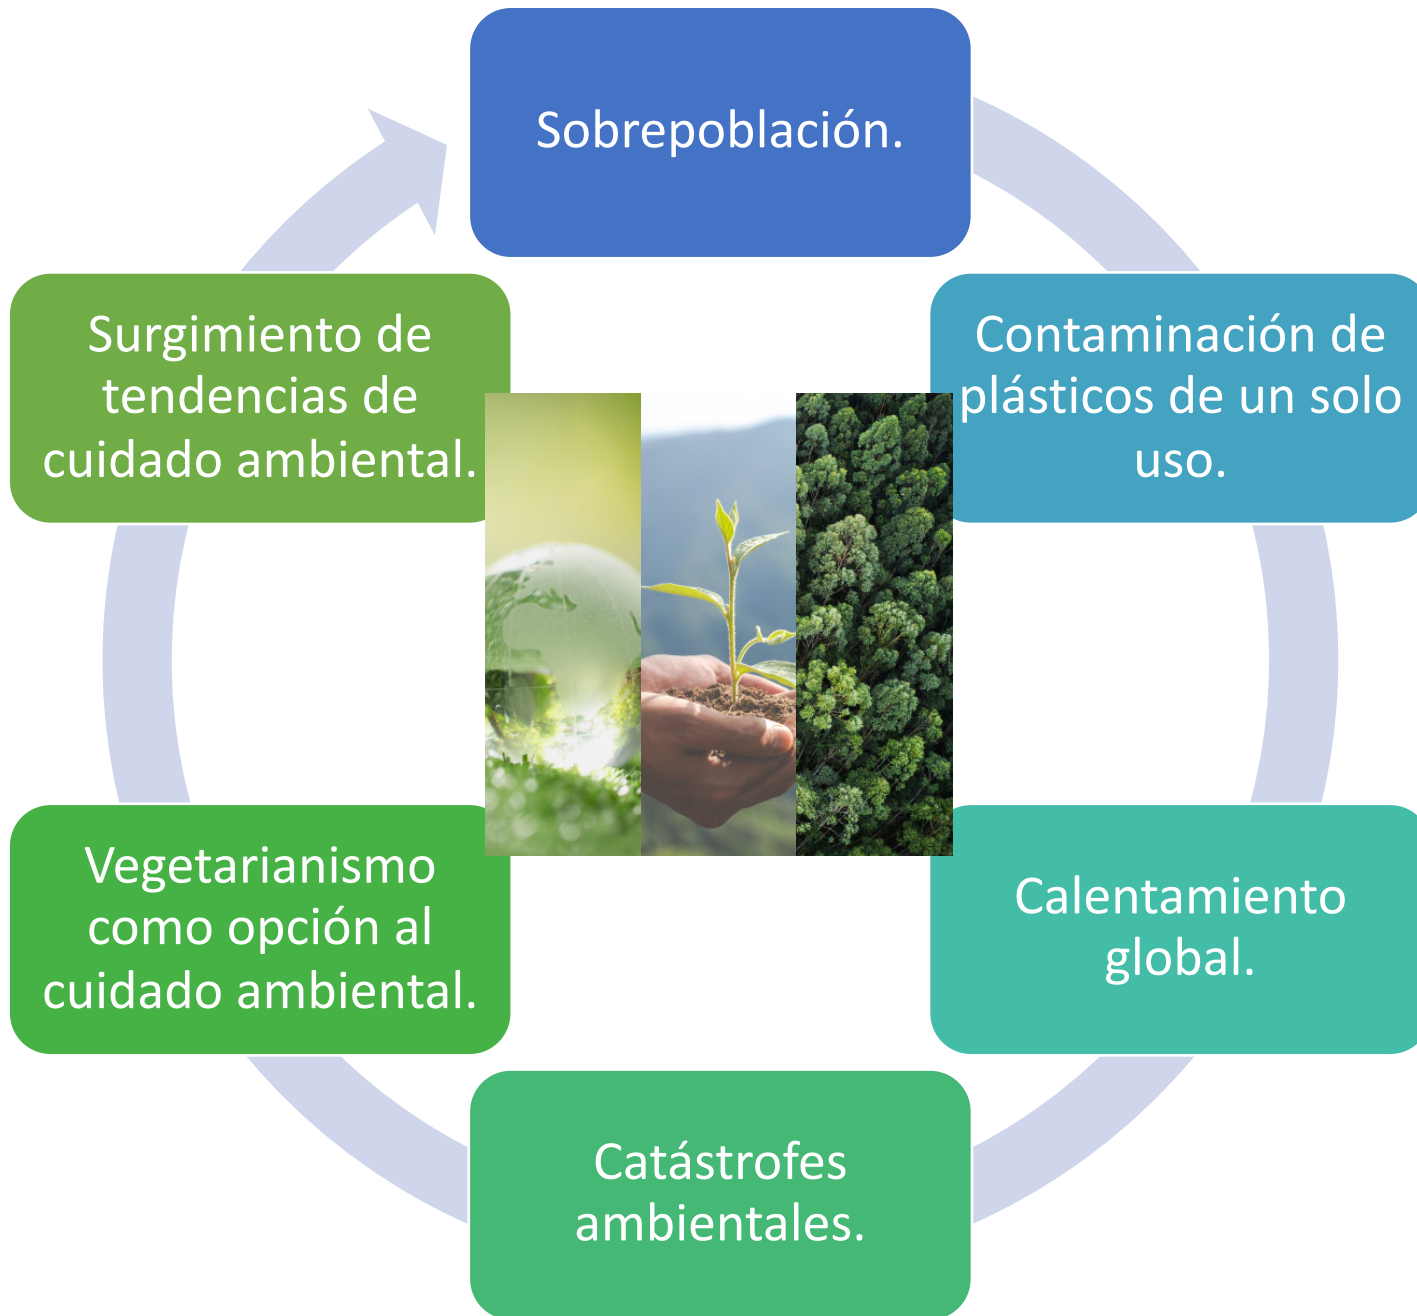 Sobrepoblación.
Contaminación de
plásticos de un solo
uso.
Calentamiento
global.
Catástrofes
ambientales.
Vegetarianismo
como opción al
cuidado ambiental.
Surgimiento de
tendencias de
cuidado ambiental.